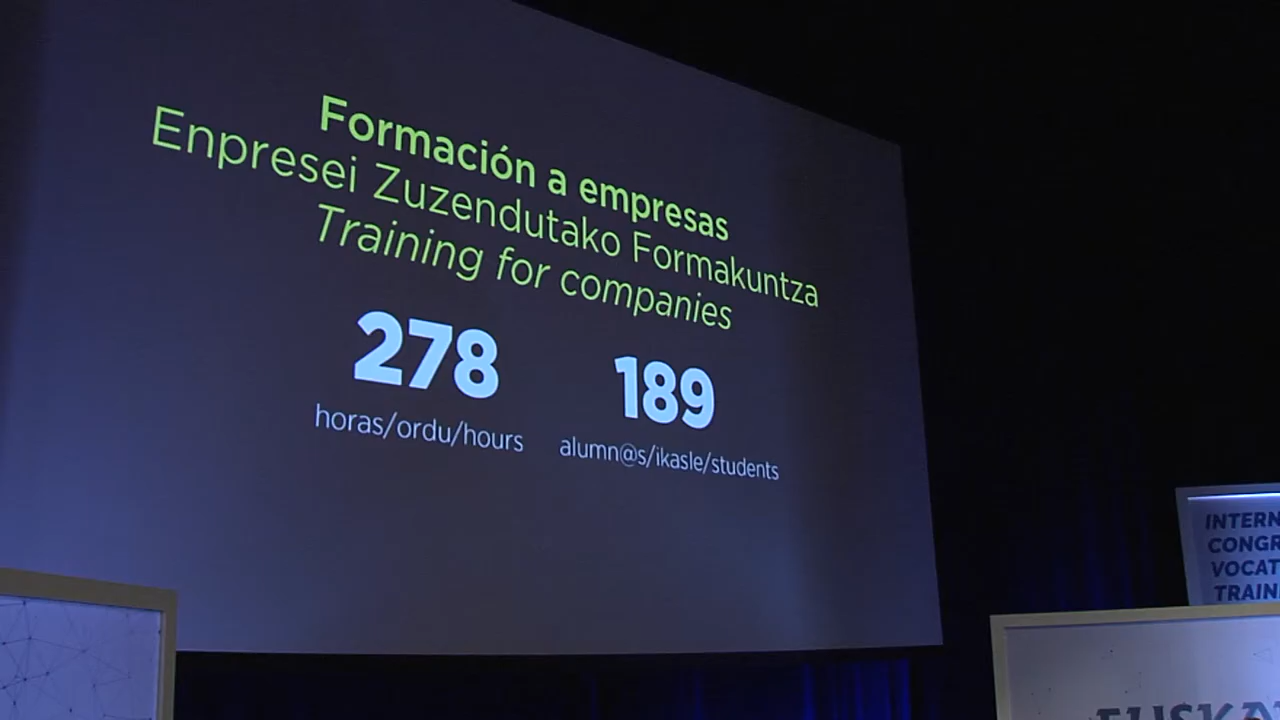 Formación a empresas
Enpresei Zuzendutako Formakuntza
Training for companies
278
horas/ordu/hours
189
alumn@s/ikasle/students